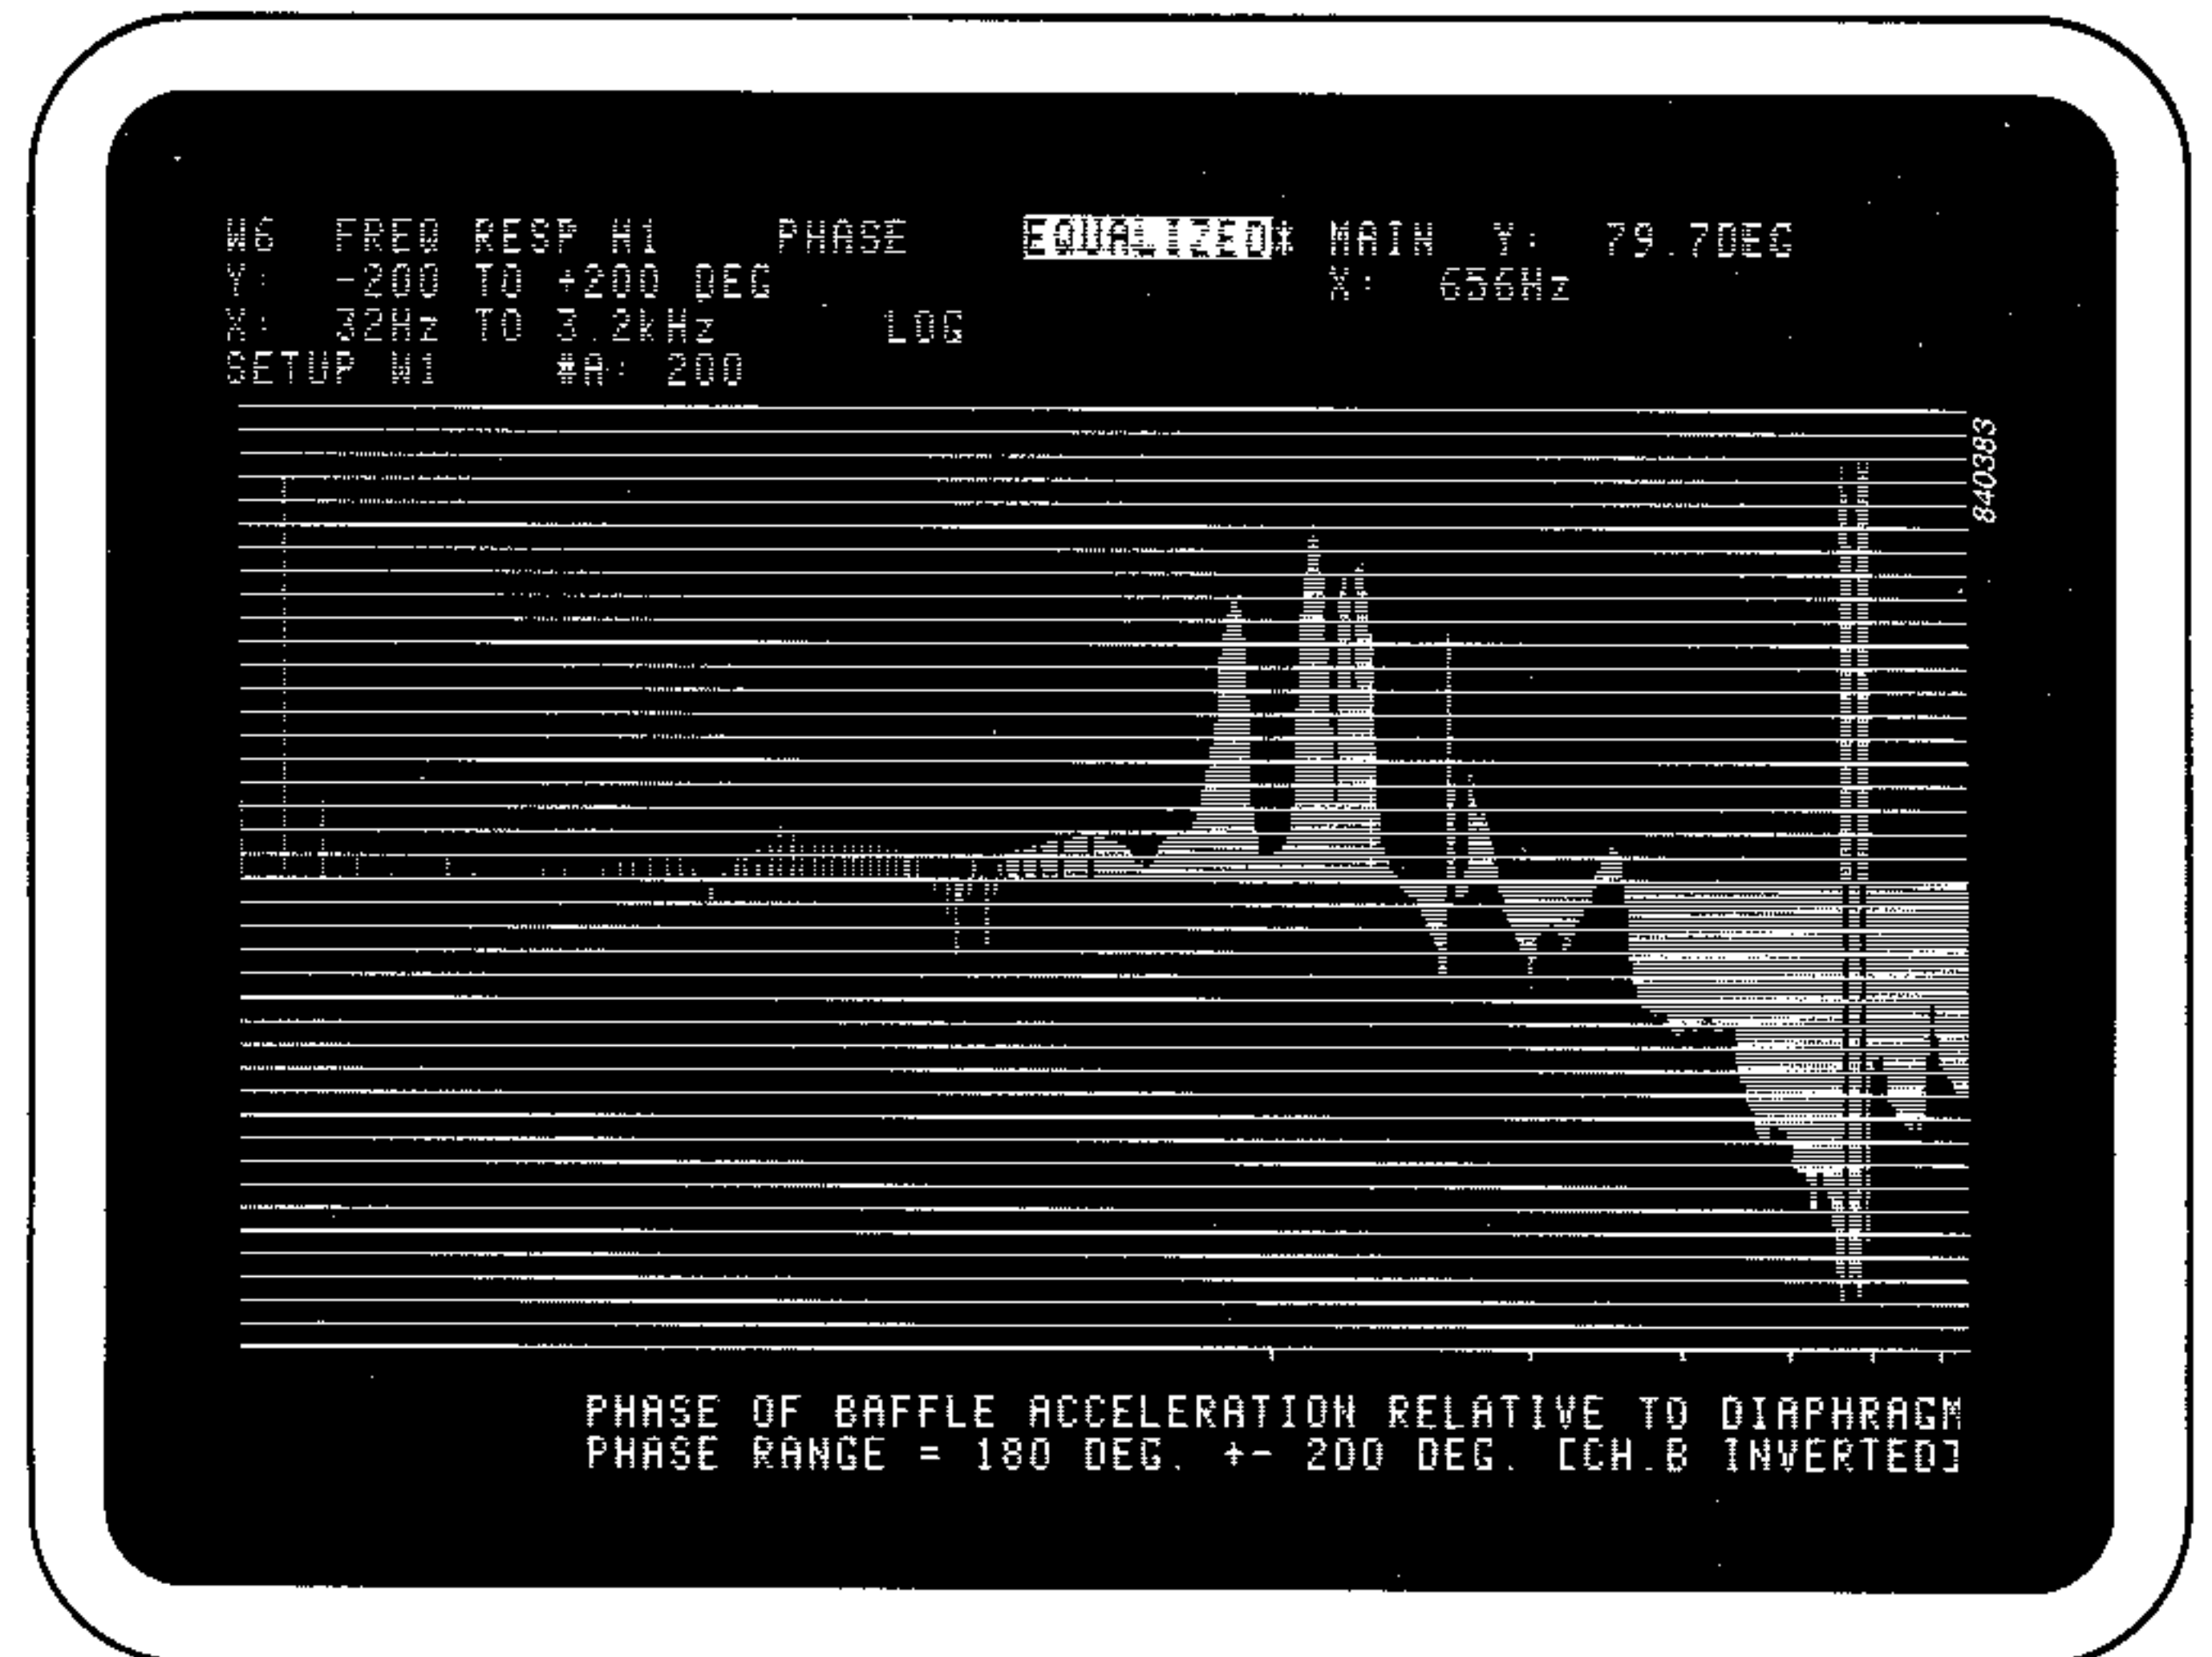 W6 FREQ RESP H1 PHASE EQUALIZED* MAIN Y: 79.7DEG
Y: -200 TO +200 DEG X: 656Hz
X: 32Hz TO 3.2kHz LOG
SETUP W1 #A: 200
840383
PHASE OF BAFFLE ACCELERATION RELATIVE TO DIAPHRAGM
PHASE RANGE = 180 DEG. +- 200 DEG. [CH.B INVERTED]